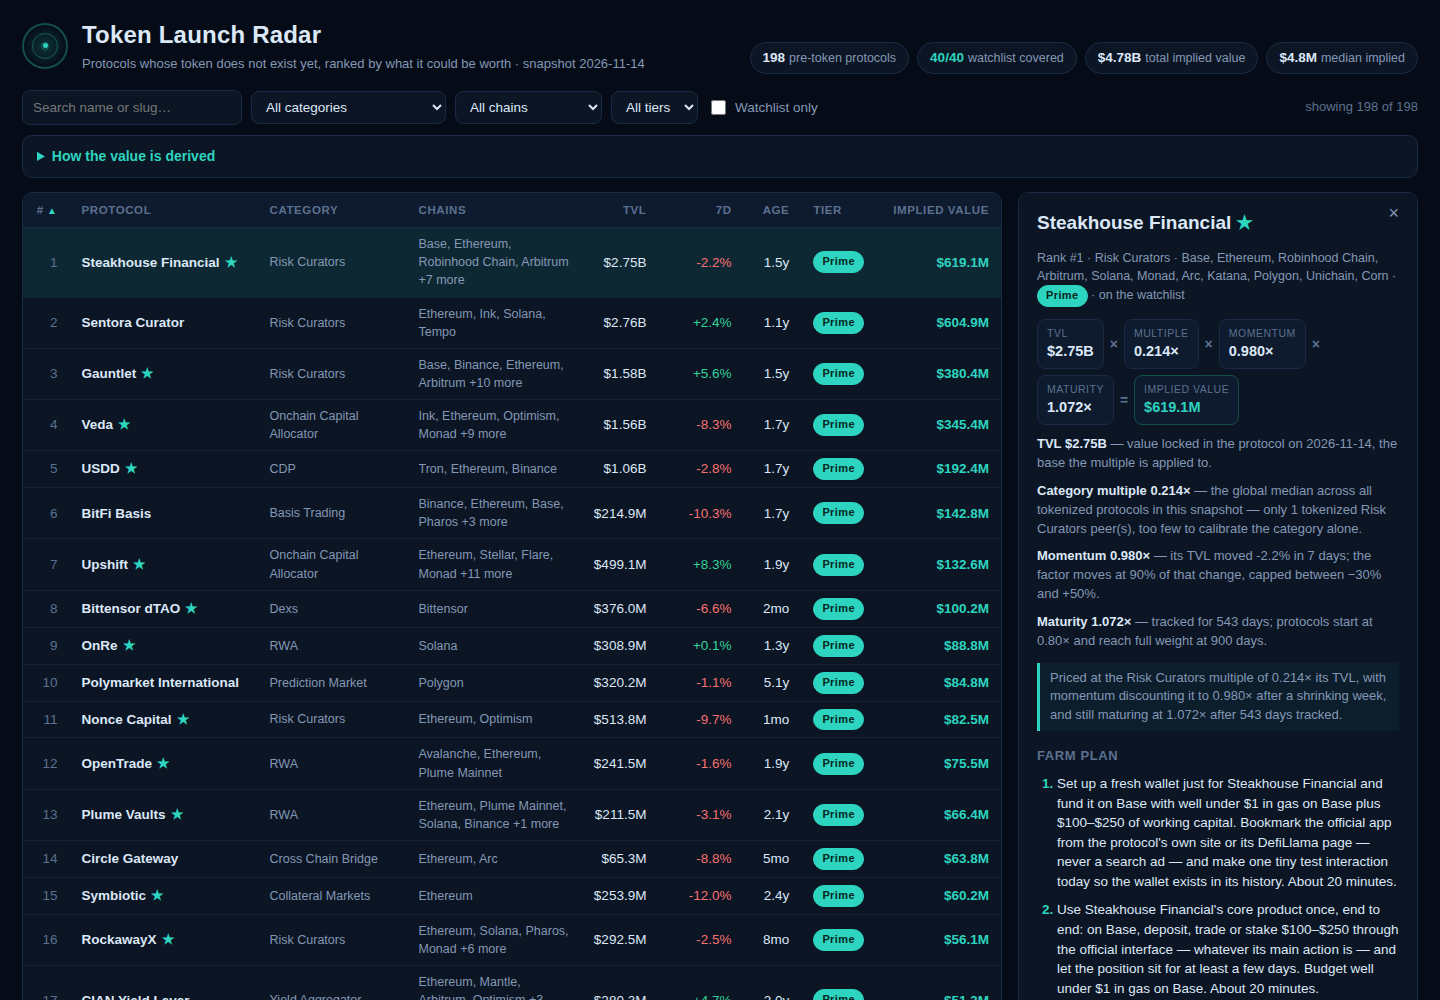 Token Launch Radar
Protocols whose token does not exist yet, ranked by what it could be worth · snapshot 2026-11-14
198 pre-token protocols
40/40 watchlist covered
$4.78B total implied value
$4.8M median implied
Search name or slug…
All categories
All chains
All tiers
Watchlist only
showing 198 of 198
▶ How the value is derived
# ▲ PROTOCOL CATEGORY CHAINS TVL 7D AGE TIER IMPLIED VALUE
1 Steakhouse Financial ★ Risk Curators Base, Ethereum, Robinhood Chain, Arbitrum +7 more $2.75B -2.2% 1.5y Prime $619.1M
2 Sentora Curator Risk Curators Ethereum, Ink, Solana, Tempo $2.76B +2.4% 1.1y Prime $604.9M
3 Gauntlet ★ Risk Curators Base, Binance, Ethereum, Arbitrum +10 more $1.58B +5.6% 1.5y Prime $380.4M
4 Veda ★ Onchain Capital Allocator Ink, Ethereum, Optimism, Monad +9 more $1.56B -8.3% 1.7y Prime $345.4M
5 USDD ★ CDP Tron, Ethereum, Binance $1.06B -2.8% 1.7y Prime $192.4M
6 BitFi Basis Basis Trading Binance, Ethereum, Base, Pharos +3 more $214.9M -10.3% 1.7y Prime $142.8M
7 Upshift ★ Onchain Capital Allocator Ethereum, Stellar, Flare, Monad +11 more $499.1M +8.3% 1.9y Prime $132.6M
8 Bittensor dTAO ★ Dexs Bittensor $376.0M -6.6% 2mo Prime $100.2M
9 OnRe ★ RWA Solana $308.9M +0.1% 1.3y Prime $88.8M
10 Polymarket International Prediction Market Polygon $320.2M -1.1% 5.1y Prime $84.8M
11 Nonce Capital ★ Risk Curators Ethereum, Optimism $513.8M -9.7% 1mo Prime $82.5M
12 OpenTrade ★ RWA Avalanche, Ethereum, Plume Mainnet $241.5M -1.6% 1.9y Prime $75.5M
13 Plume Vaults ★ RWA Ethereum, Plume Mainnet, Solana, Binance +1 more $211.5M -3.1% 2.1y Prime $66.4M
14 Circle Gateway Cross Chain Bridge Ethereum, Arc $65.3M -8.8% 5mo Prime $63.8M
15 Symbiotic ★ Collateral Markets Ethereum $253.9M -12.0% 2.4y Prime $60.2M
16 RockawayX ★ Risk Curators Ethereum, Solana, Pharos, Monad +6 more $292.5M -2.5% 8mo Prime $56.1M
Ethereum, Mantle,
Steakhouse Financial ★
×
Rank #1 · Risk Curators · Base, Ethereum, Robinhood Chain,
Arbitrum, Solana, Monad, Arc, Katana, Polygon, Unichain, Corn ·
Prime · on the watchlist
TVL $2.75B × MULTIPLE 0.214× × MOMENTUM 0.980× ×
MATURITY 1.072× = IMPLIED VALUE $619.1M
TVL $2.75B — value locked in the protocol on 2026-11-14, the
base the multiple is applied to.
Category multiple 0.214× — the global median across all
tokenized protocols in this snapshot — only 1 tokenized Risk
Curators peer(s), too few to calibrate the category alone.
Momentum 0.980× — its TVL moved -2.2% in 7 days; the
factor moves at 90% of that change, capped between −30%
and +50%.
Maturity 1.072× — tracked for 543 days; protocols start at
0.80× and reach full weight at 900 days.
Priced at the Risk Curators multiple of 0.214× its TVL, with
momentum discounting it to 0.980× after a shrinking week,
and still maturing at 1.072× after 543 days tracked.
FARM PLAN
1. Set up a fresh wallet just for Steakhouse Financial and
fund it on Base with well under $1 in gas on Base plus
$100–$250 of working capital. Bookmark the official app
from the protocol's own site or its DefiLlama page —
never a search ad — and make one tiny test interaction
today so the wallet exists in its history. About 20 minutes.
2. Use Steakhouse Financial's core product once, end to
end: on Base, deposit, trade or stake $100–$250 through
the official interface — whatever its main action is — and
let the position sit for at least a few days. Budget well
under $1 in gas on Base. About 20 minutes.